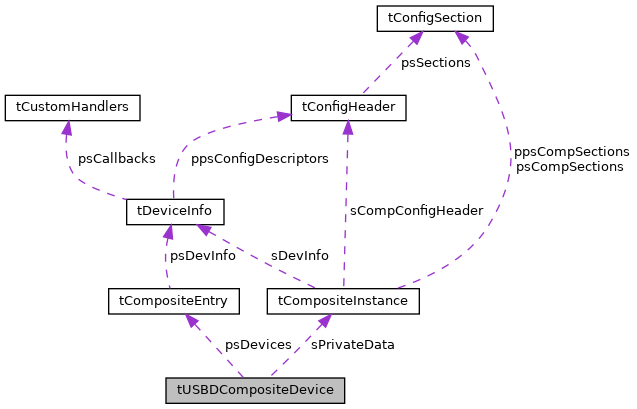 tConfigSection
psSections
tCustomHandlers
tConfigHeader
psCallbacks
ppsConfigDescriptors
ppsCompSections
psCompSections
tDeviceInfo
sCompConfigHeader
psDevInfo
sDevInfo
tCompositeEntry
tCompositeInstance
psDevices
sPrivateData
tUSBDCompositeDevice